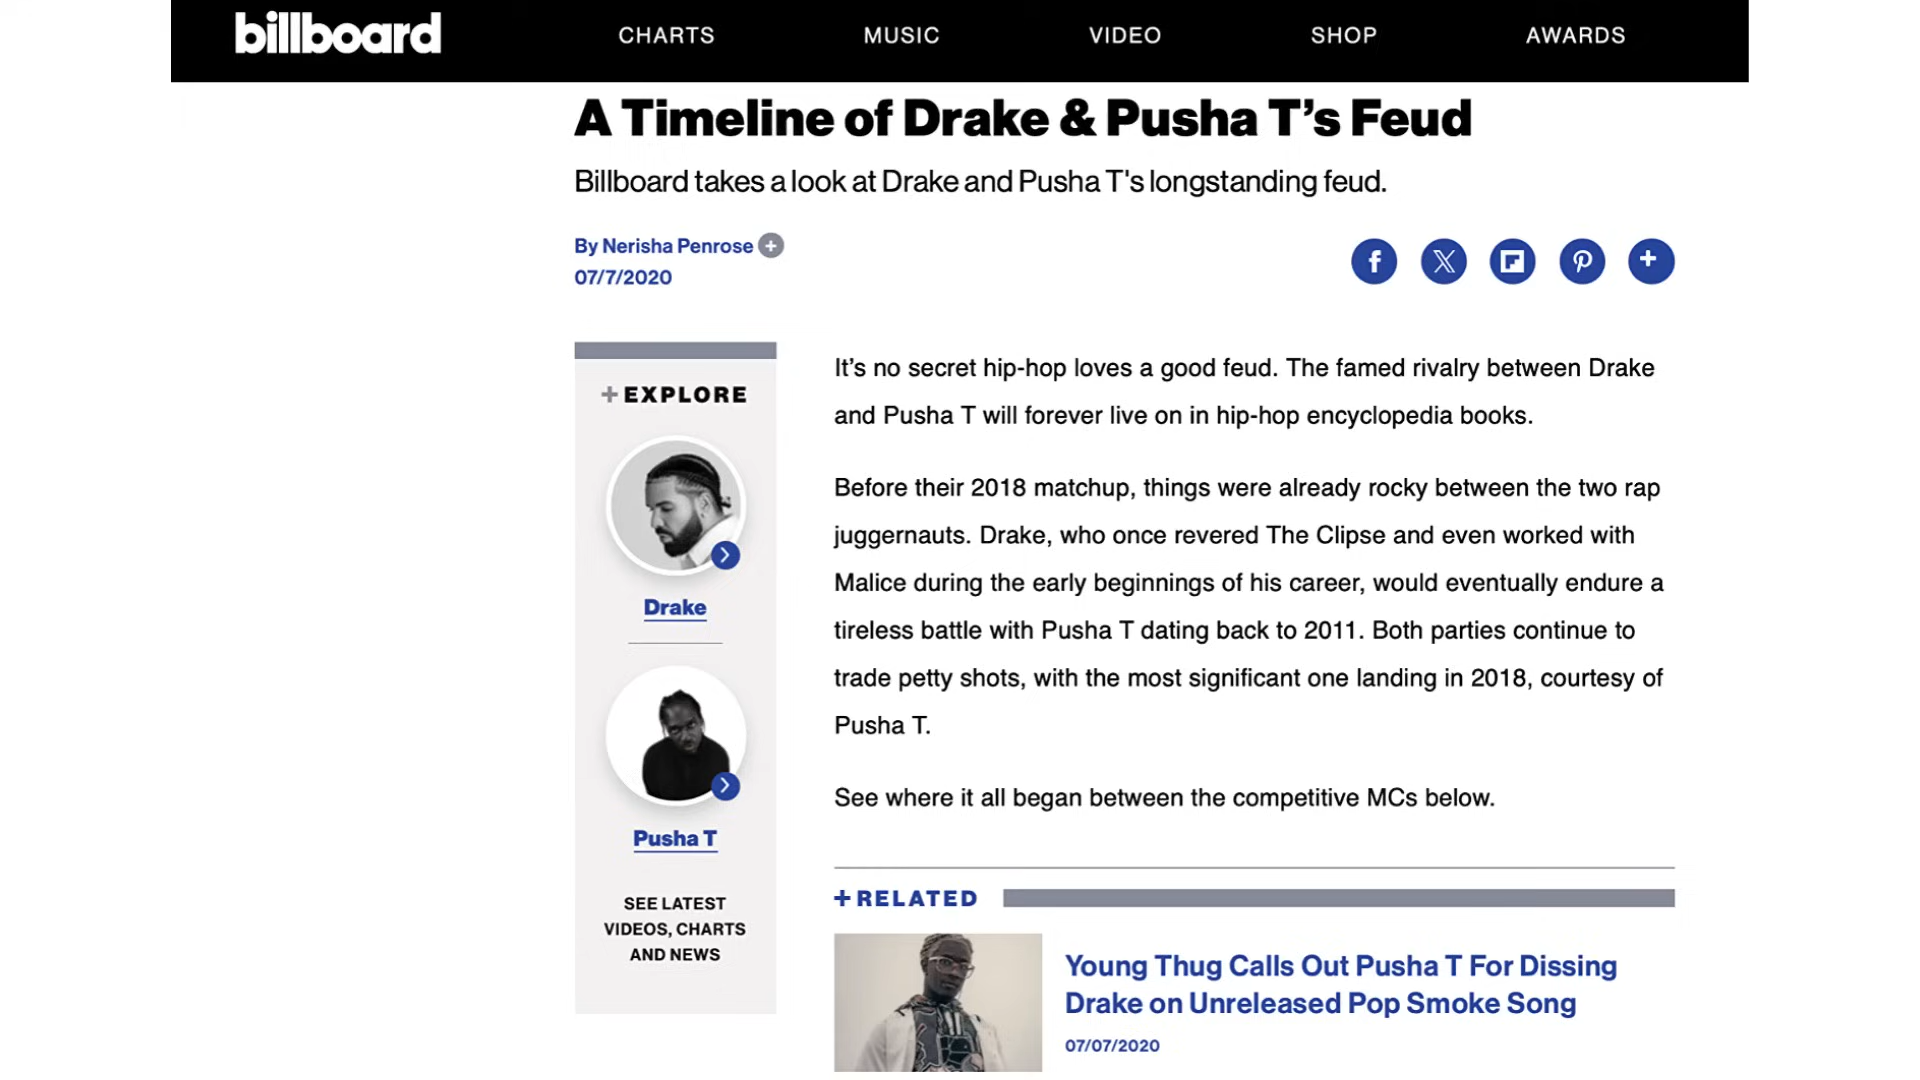 billboard
CHARTS
MUSIC
VIDEO
SHOP
AWARDS
A Timeline of Drake & Pusha T’s Feud
Billboard takes a look at Drake and Pusha T's longstanding feud.
By Nerisha Penrose
07/7/2020
+ EXPLORE
Drake
Pusha T
SEE LATEST
VIDEOS, CHARTS
AND NEWS
It’s no secret hip-hop loves a good feud. The famed rivalry between Drake
and Pusha T will forever live on in hip-hop encyclopedia books.
Before their 2018 matchup, things were already rocky between the two rap
juggernauts. Drake, who once revered The Clipse and even worked with
Malice during the early beginnings of his career, would eventually endure a
tireless battle with Pusha T dating back to 2011. Both parties continue to
trade petty shots, with the most significant one landing in 2018, courtesy of
Pusha T.
See where it all began between the competitive MCs below.
+ RELATED
Young Thug Calls Out Pusha T For Dissing
Drake on Unreleased Pop Smoke Song
07/07/2020